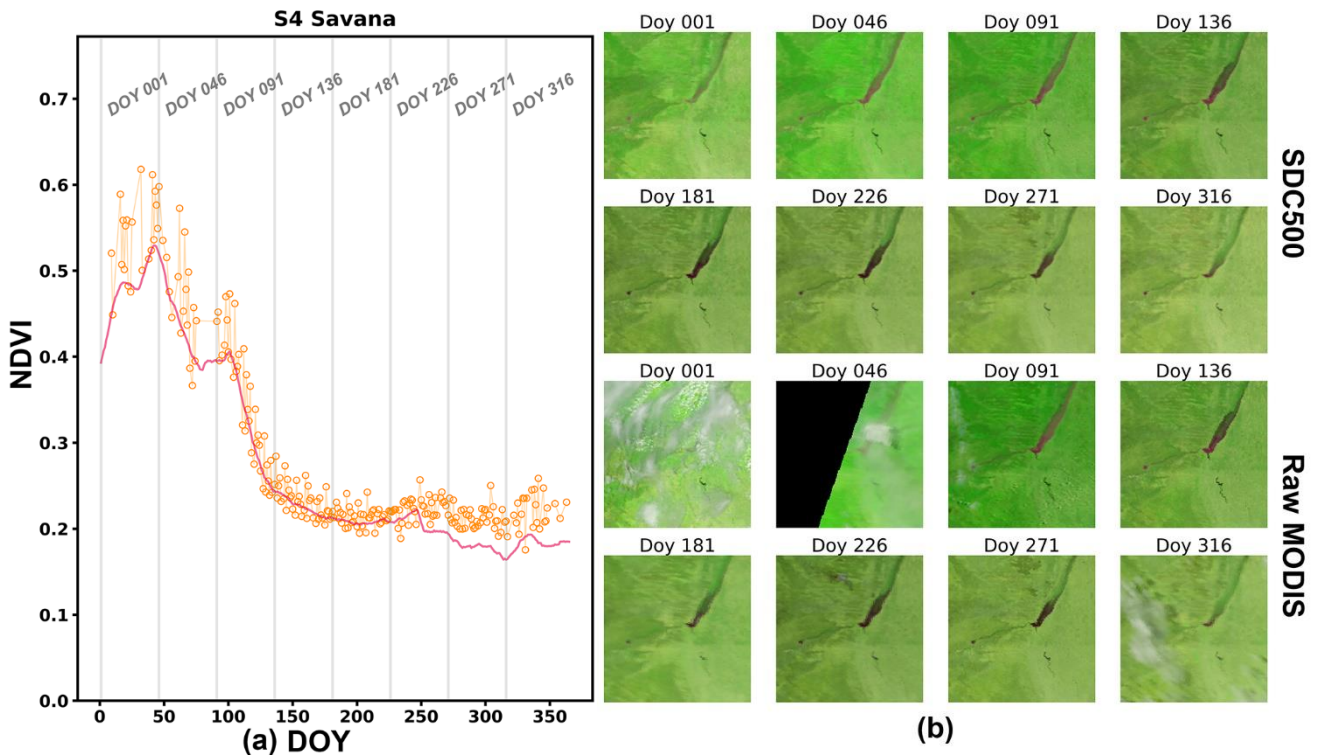 S4 Savana
DOY 001 DOY 046 DOY 091 DOY 136 DOY 181 DOY 226 DOY 271 DOY 316
0.7
0.6
0.5
0.4
0.3
0.2
0.1
0.0
NDVI
0 50 100 150 200 250 300 350
(a) DOY
Doy 001 Doy 046 Doy 091 Doy 136
Doy 181 Doy 226 Doy 271 Doy 316
SDC500
Doy 001 Doy 046 Doy 091 Doy 136
Doy 181 Doy 226 Doy 271 Doy 316
Raw MODIS
(b)